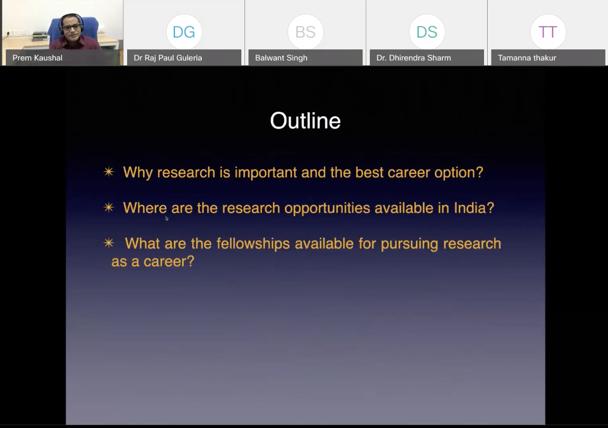 DG
BS
DS
TT
Prem Kaushal
Dr Raj Paul Guleria
Balwant Singh
Dr. Dhirendra Sharm
Tamanna thakur
Outline
✴ Why research is important and the best career option?
✴ Where are the research opportunities available in India?
✴ What are the fellowships available for pursuing research
as a career?